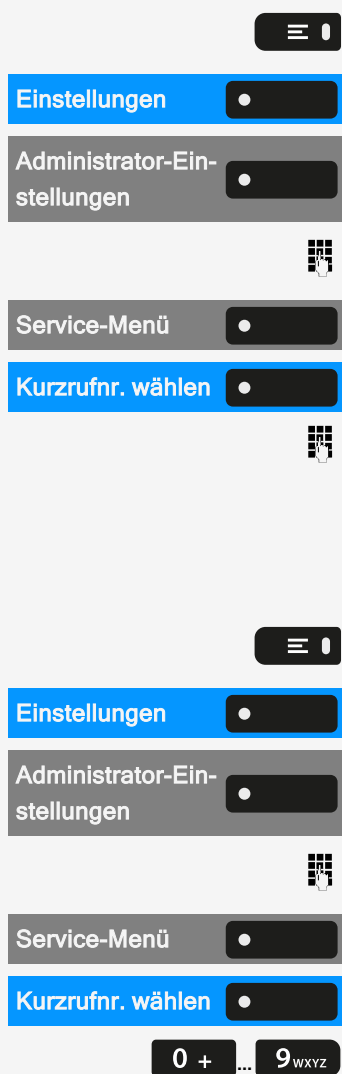 Einstellungen
Administrator-Ein-
stellungen
Service-Menü
Kurzrufnr. wählen
Einstellungen
Administrator-Ein-
stellungen
Service-Menü
Kurzrufnr. wählen
0 + ... 9 WXYZ